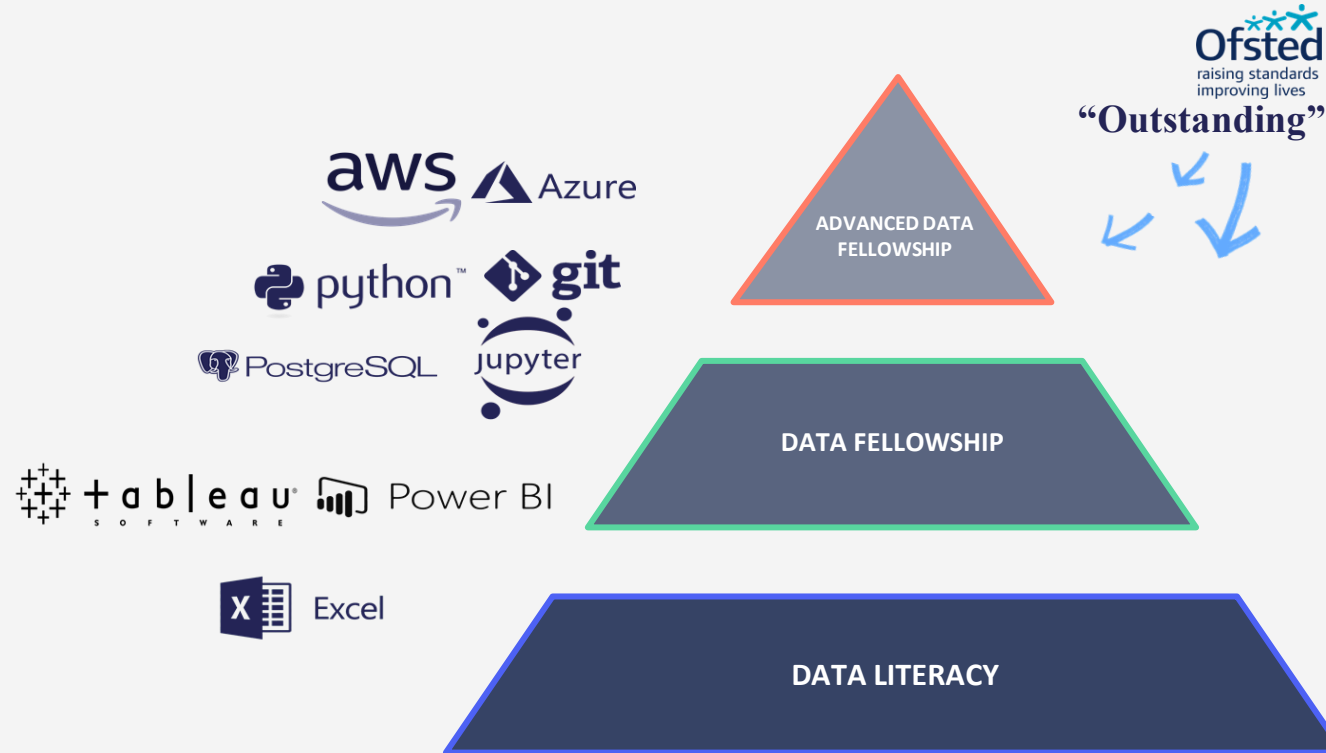 Ofsted
raising standards
improving lives
“Outstanding”
aws
Azure
ADVANCED DATA
FELLOWSHIP
python™
git
PostgreSQL
jupyter
DATA FELLOWSHIP
+ableau
SOFTWARE
Power BI
X
Excel
DATA LITERACY